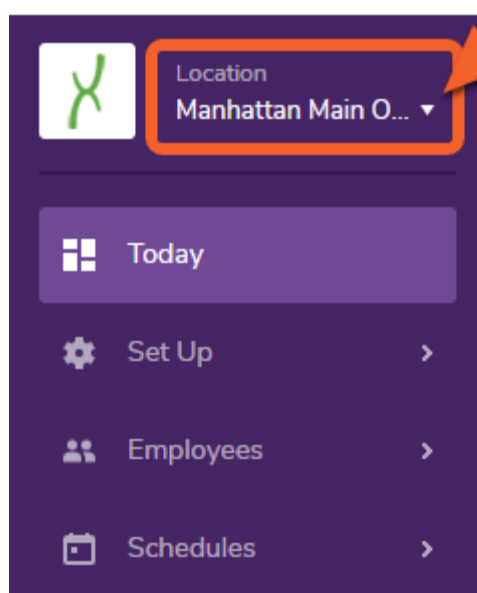 Location
Manhattan Main O...
Today
Set Up
Employees
Schedules